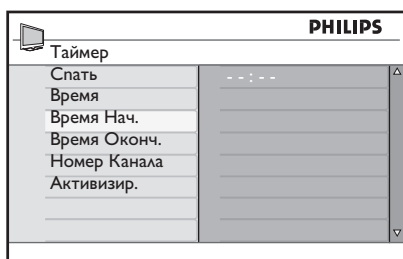 PHILIPS
Таймер
Спать
- - : - -
Время
Время Нач.
Время Оконч.
Номер Канала
Активизир.